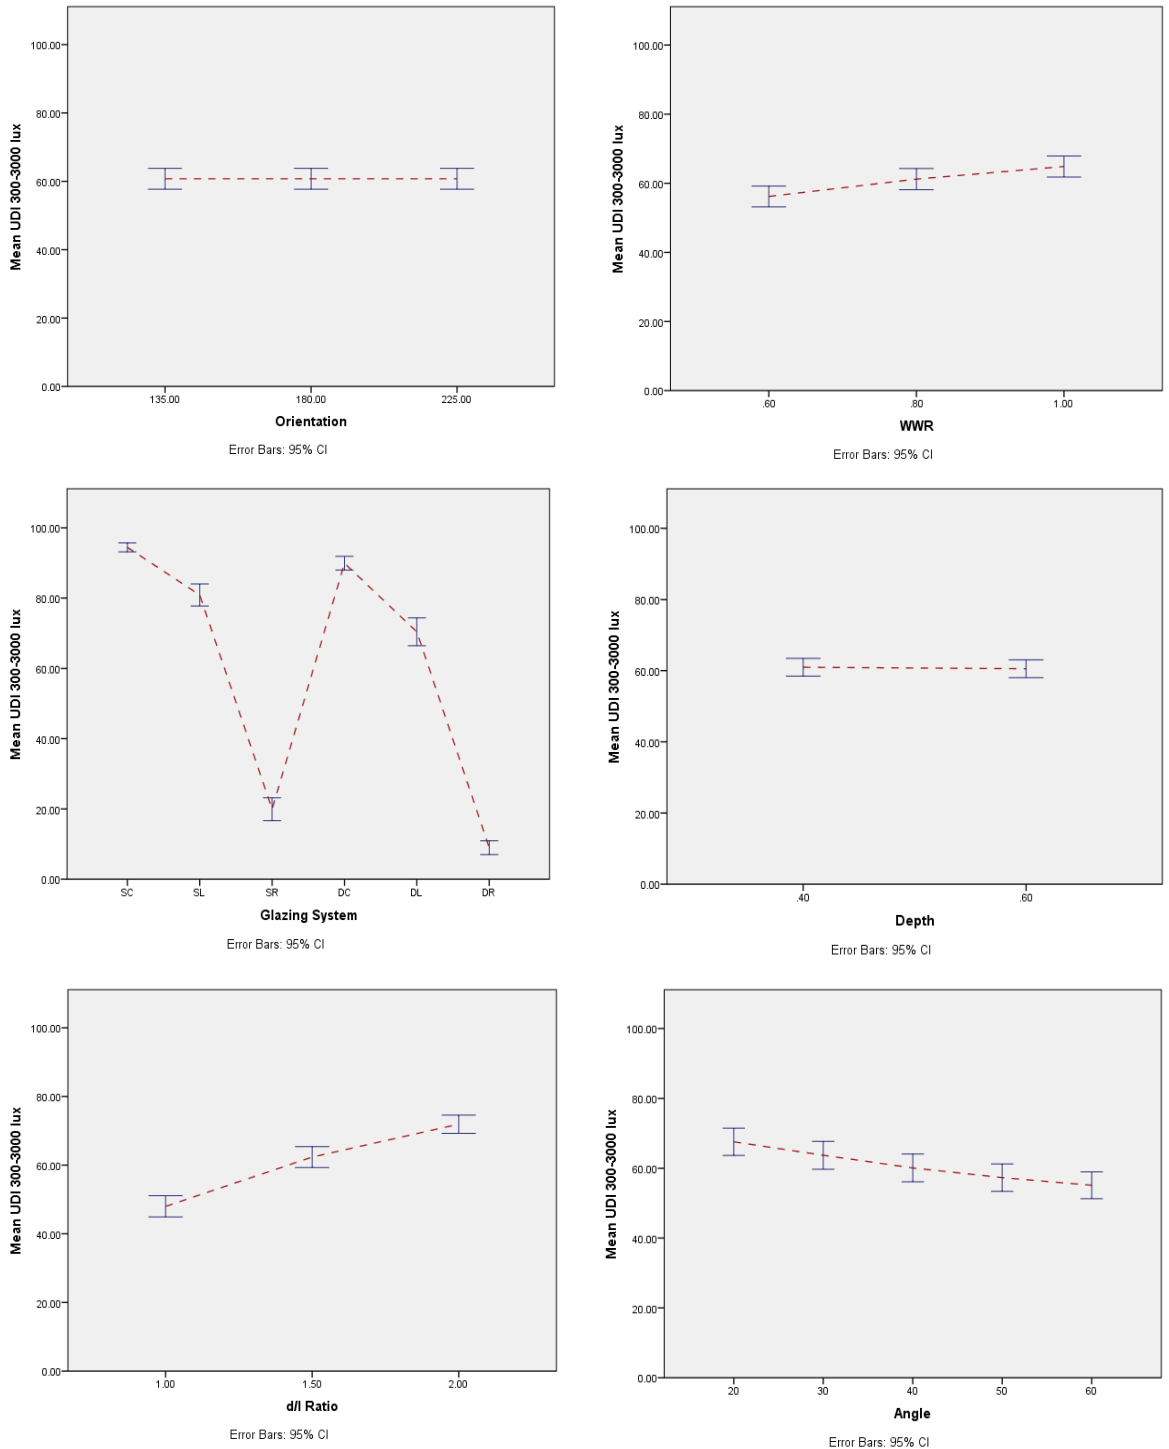 Mean UDI 300-3000 lux
100.00
80.00
60.00
40.00
20.00
0.00
135.00 180.00 225.00
Orientation
Error Bars: 95% CI
Mean UDI 300-3000 lux
100.00
80.00
60.00
40.00
20.00
0.00
.60 .80 1.00
WWR
Error Bars: 95% CI
Mean UDI 300-3000 lux
100.00
80.00
60.00
40.00
20.00
0.00
SC SL SR DC DL DR
Glazing System
Error Bars: 95% CI
Mean UDI 300-3000 lux
100.00
80.00
60.00
40.00
20.00
0.00
.40 .60
Depth
Error Bars: 95% CI
Mean UDI 300-3000 lux
100.00
80.00
60.00
40.00
20.00
0.00
1.00 1.50 2.00
d/l Ratio
Error Bars: 95% CI
Mean UDI 300-3000 lux
100.00
80.00
60.00
40.00
20.00
0.00
20 30 40 50 60
Angle
Error Bars: 95% CI